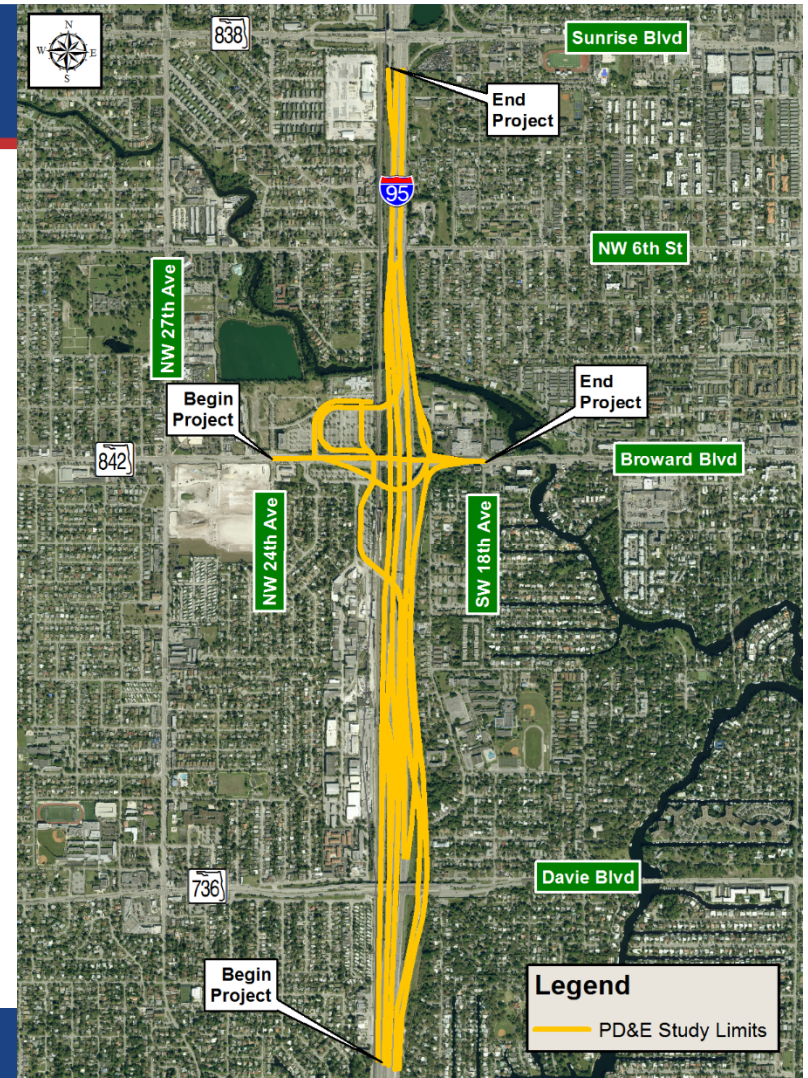 N
W E
S
838
Sunrise Blvd
End
Project
95
NW 6th St
NW 27th Ave
Begin
Project
End
Project
842
Broward Blvd
NW 24th Ave
SW 18th Ave
736
Davie Blvd
Begin
Project
Legend
PD&E Study Limits